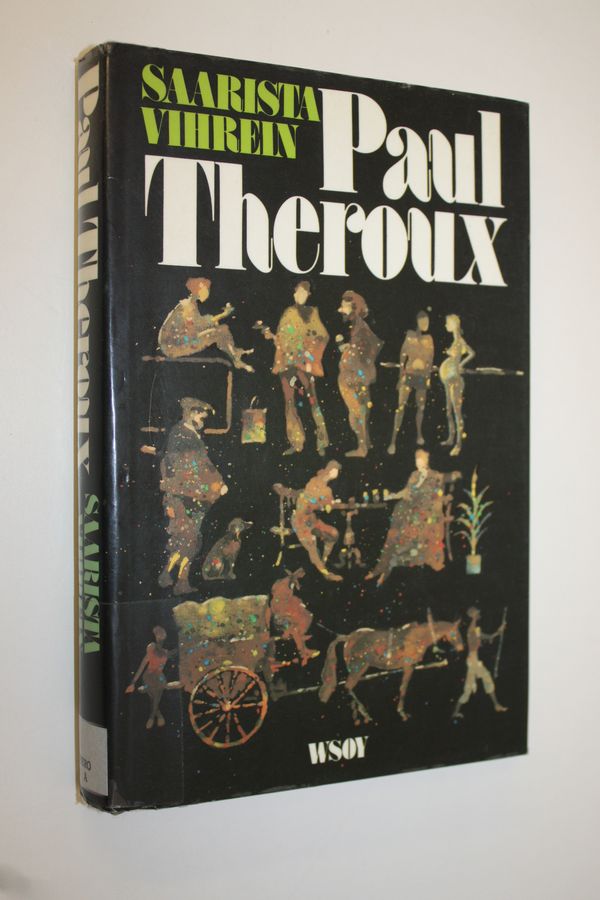 SAARISTA
VIHREIN
Paul
Theroux
WSOY
Paul Theroux SAARISTA
A